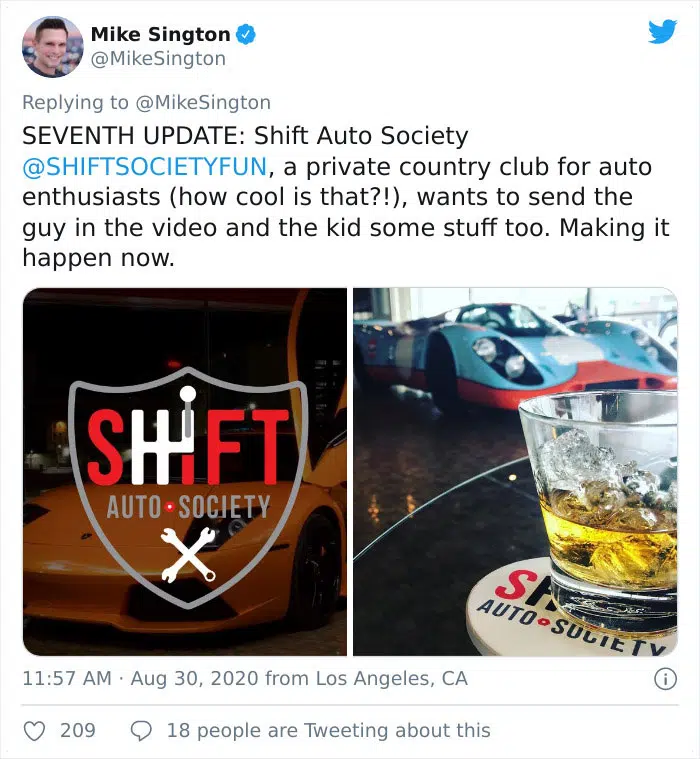 Mike Sington
@MikeSington
Replying to @MikeSington
SEVENTH UPDATE: Shift Auto Society
@SHIFTSOCIETYFUN, a private country club for auto
enthusiasts (how cool is that?!), wants to send the
guy in the video and the kid some stuff too. Making it
happen now.
SHIFT
AUTO SOCIETY
AUTO SOCIETY
11:57 AM · Aug 30, 2020 from Los Angeles, CA
209
18 people are Tweeting about this